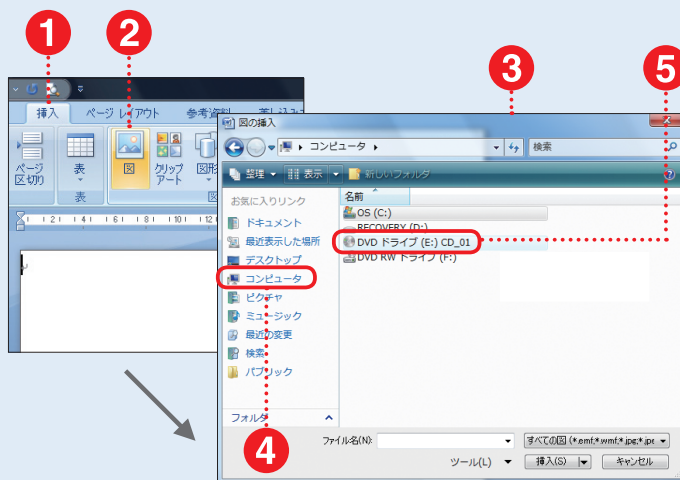 1
2
3
5
挿入
ページ レイアウト
参考資料
ページ
区切り
表
図
クリップ
アート
図形
表
図の挿入
コンピュータ
検索
整理
表示
新しいフォルダ
お気に入りリンク
ドキュメント
最近表示した場所
デスクトップ
コンピュータ
ピクチャ
ミュージック
最近の変更
検索
パブリック
フォルダ
名前
OS (C:)
RECOVERY (D:)
DVD ドライブ (E:) CD_01
DVD RW ドライブ (F:)
4
ファイル名(N):
すべての図 (*.emf;*.wmf;*.jpg;*.jpe
ツール(L)
挿入(S)
キャンセル